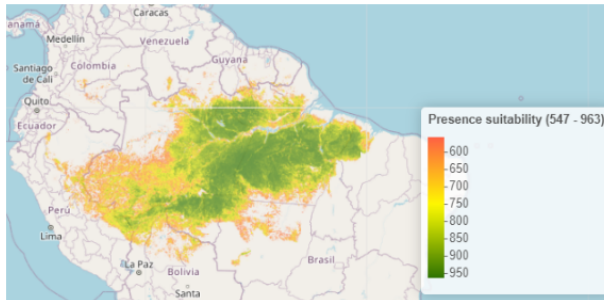 Caracas
anamá
Medellín
Venezuela
Guyana
Santiago
de Cali
Colombia
Quito
Ecuador
Presence suitability (547 - 963)
600
650
700
750
800
850
900
950
Perú
Lima
Brasil
La Paz
Bolivia
Santa